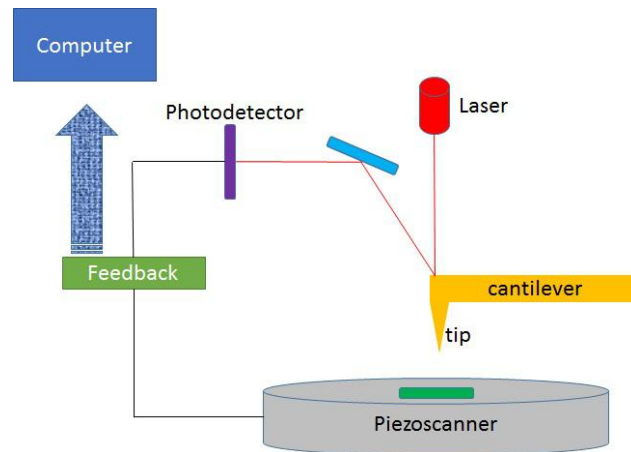 Computer
Photodetector
Laser
Feedback
cantilever
tip
Piezoscanner